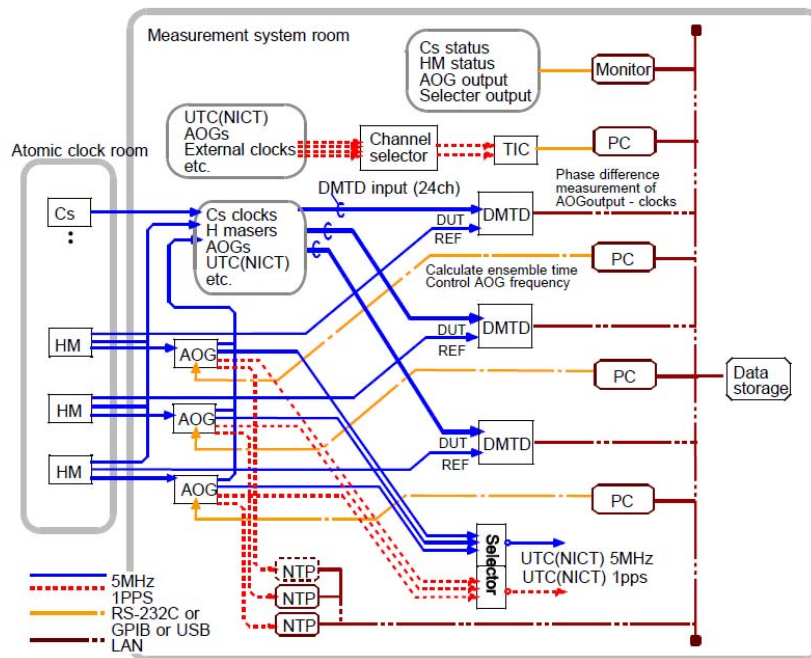 Measurement system room
Cs status
HM status
AOG output
Selecter output
Monitor
UTC(NICT)
AOGs
External clocks
etc.
Channel
selector
TIC
PC
Atomic clock room
Phase difference
measurement of
AOGoutput - clocks
DMTD input (24ch)
Cs
Cs clocks
H masers
AOGs
UTC(NICT)
etc.
DUT
REF
DMTD
PC
Calculate ensemble time
Control AOG frequency
HM
AOG
DUT
REF
DMTD
PC
Data
storage
HM
AOG
DUT
REF
DMTD
HM
AOG
PC
Selector
UTC(NICT) 5MHz
UTC(NICT) 1pps
NTP
NTP
NTP
5MHz
1PPS
RS-232C or
GPIB or USB
LAN